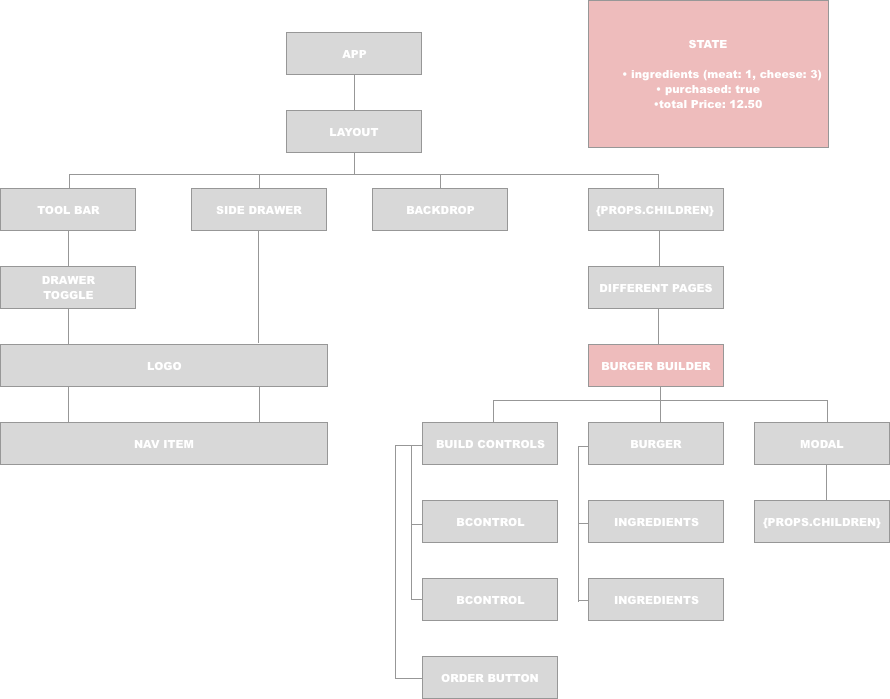 STATE
• ingredients (meat: 1, cheese: 3)
• purchased: true
•total Price: 12.50
APP
LAYOUT
TOOL BAR
SIDE DRAWER
BACKDROP
{PROPS.CHILDREN}
DRAWER
TOGGLE
DIFFERENT PAGES
LOGO
BURGER BUILDER
NAV ITEM
BUILD CONTROLS
BURGER
MODAL
BCONTROL
INGREDIENTS
{PROPS.CHILDREN}
BCONTROL
INGREDIENTS
ORDER BUTTON